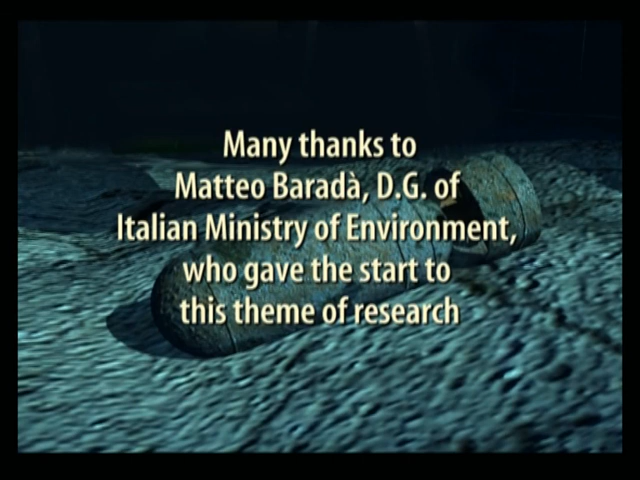 Many thanks to
Matteo Baradà, D.G. of
Italian Ministry of Environment,
who gave the start to
this theme of research